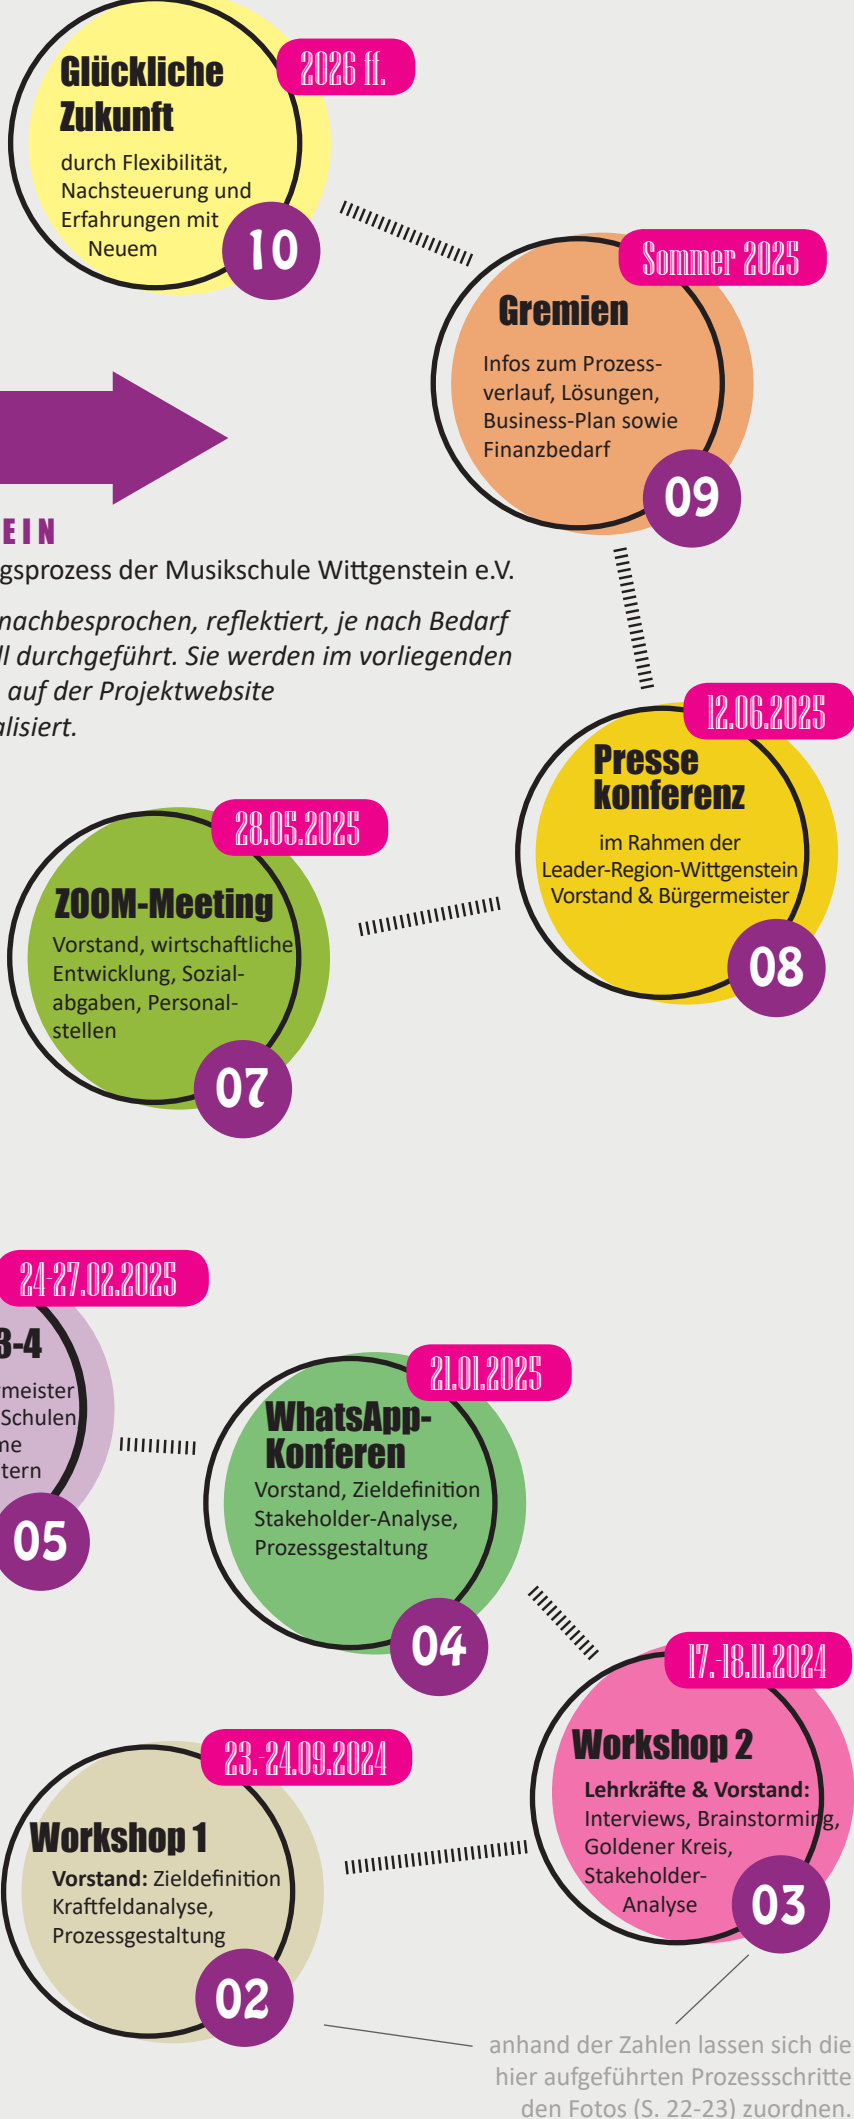 Glückliche
Zukunft
2026 ff.
durch Flexibilität,
Nachsteuerung und
Erfahrungen mit
Neuem
10
Sommer 2025
Gremien
Infos zum Prozess-
verlauf, Lösungen,
Business-Plan sowie
Finanzbedarf
09
EIN
gsprozess der Musikschule Wittgenstein e.V.
nachbesprochen, reflektiert, je nach Bedarf
ll durchgeführt. Sie werden im vorliegenden
auf der Projektwebsite
alisiert.
12.06.2025
Presse
konferenz
im Rahmen der
Leader-Region-Wittgenstein
Vorstand & Bürgermeister
08
28.05.2025
ZOOM-Meeting
Vorstand, wirtschaftliche
Entwicklung, Sozial-
abgaben, Personal-
stellen
07
24-27.02.2025
3-4
meister
Schulen
ne
tern
05
21.01.2025
WhatsApp-
Konferen
Vorstand, Zieldefinition
Stakeholder-Analyse,
Prozessgestaltung
04
17.-18.11.2024
Workshop 2
Lehrkräfte & Vorstand:
Interviews, Brainstorming,
Goldener Kreis,
Stakeholder-
Analyse
03
23.-24.09.2024
Workshop 1
Vorstand: Zieldefinition
Kraftfeldanalyse,
Prozessgestaltung
02
anhand der Zahlen lassen sich die
hier aufgeführten Prozessschritte
den Fotos (S. 22-23) zuordnen.